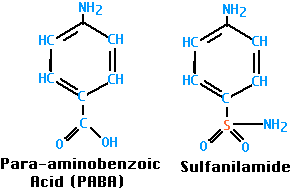 NH2 NH2
HC CH HC CH
HC CH HC CH
C C
C S NH2
O OH O O
Para-aminobenzoic Sulfanilamide
Acid (PABA)